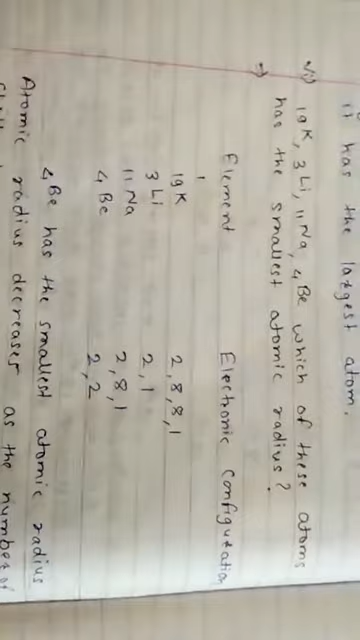 it has the largest atom.
vi) 19K, 3Li, 11Na, 4Be which of these atoms
has the smallest atomic radius?
⇒ Element Electronic Configuration
19K 2,8,8,1
3Li 2,1
11Na 2,8,1
4Be 2,2
4Be has the smallest atomic radius
Atomic radius decreases as the number of